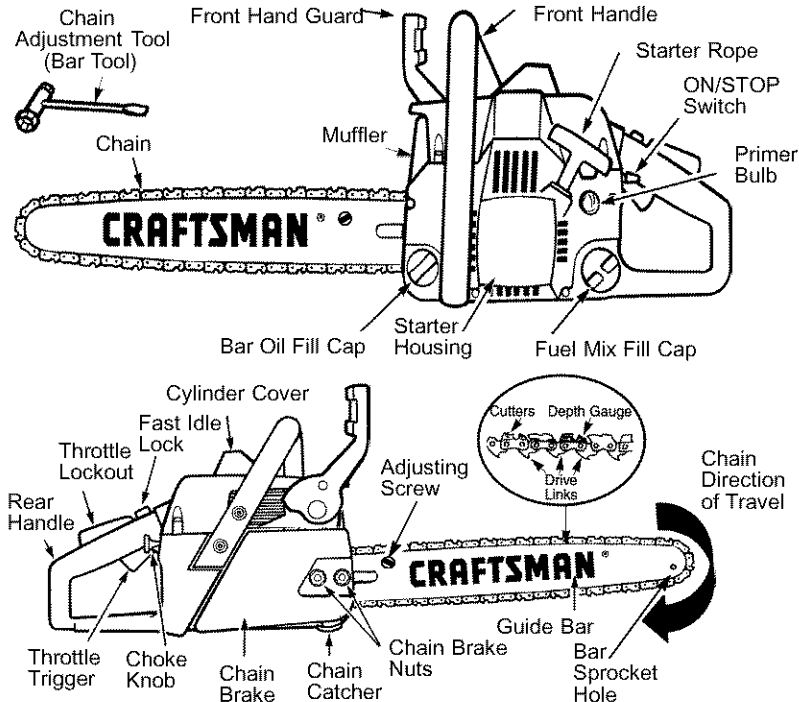 Chain
Adjustment Tool
(Bar Tool)
Front Hand Guard
Front Handle
Starter Rope
ON/STOP
Switch
Muffler
Chain
Primer
Bulb
CRAFTSMAN ®
Bar Oil Fill Cap
Starter
Housing
Fuel Mix Fill Cap
Cylinder Cover
Fast Idle
Lock
Throttle
Lockout
Rear
Handle
Adjusting
Screw
Cutters
Depth Gauge
Drive
Links
Chain
Direction
of Travel
CRAFTSMAN ®
Throttle
Trigger
Choke
Knob
Chain
Brake
Chain
Catcher
Chain Brake
Nuts
Guide Bar
Bar
Sprocket
Hole